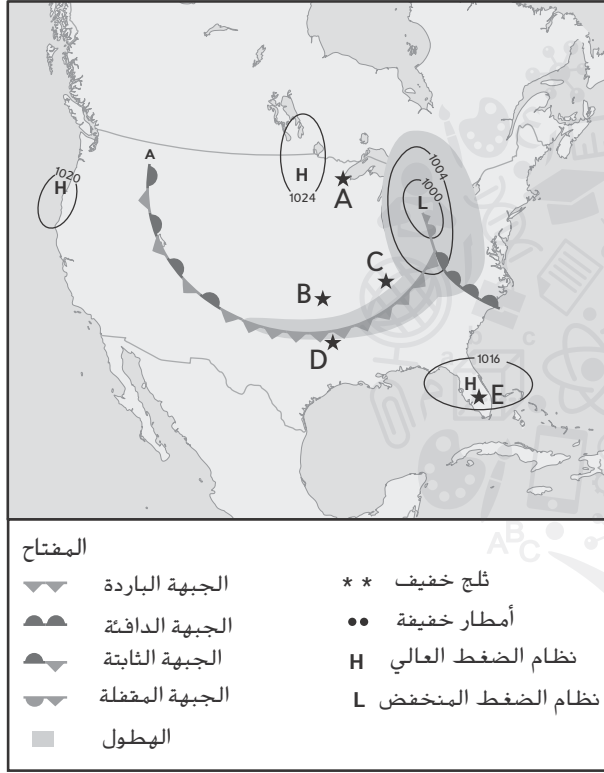 1020
H
A
H
1024
A
1004
1000
L
C
B
D
1016
H
E
C
A
B
C
المفتاح
الجبهة الباردة
الجبهة الدافئة
الجبهة الثابتة
الجبهة المقفلة
الهطول
** ثلج خفيف
•• أمطار خفيفة
H نظام الضغط العالي
L نظام الضغط المنخفض